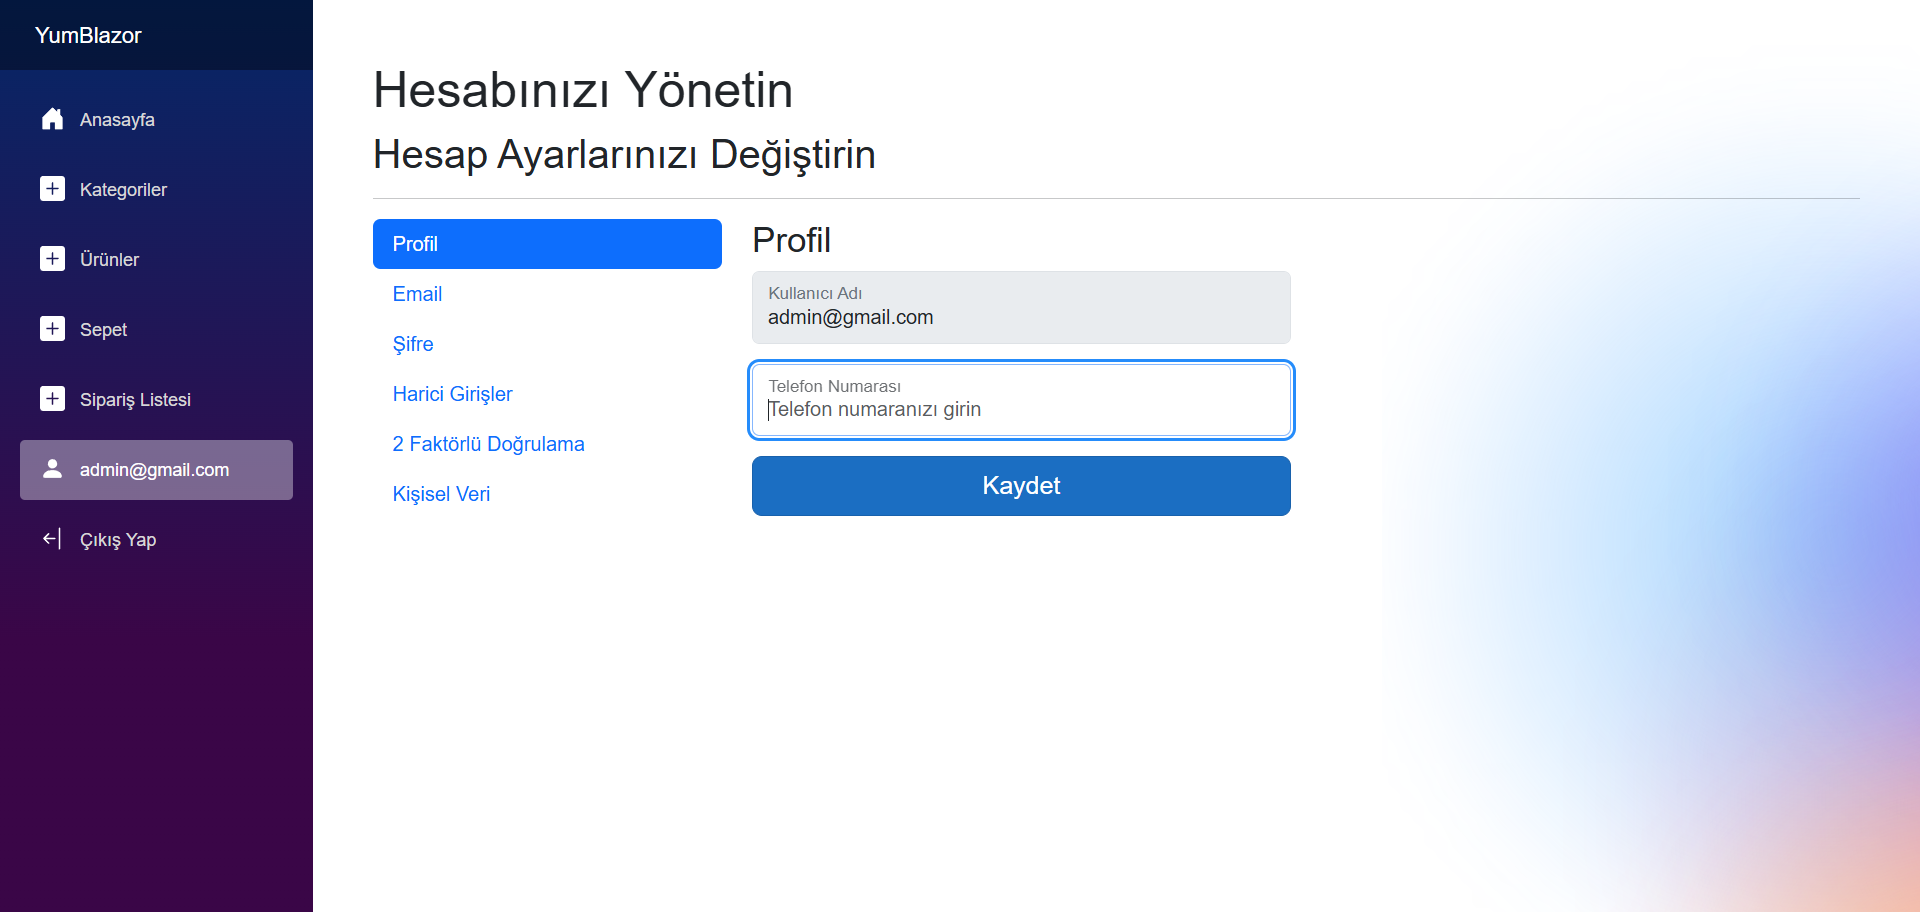 YumBlazor
Anasayfa
Kategoriler
Ürünler
Sepet
Sipariş Listesi
admin@gmail.com
Çıkış Yap
Hesabınızı Yönetin
Hesap Ayarlarınızı Değiştirin
Profil
Email
Şifre
Harici Girişler
2 Faktörlü Doğrulama
Kişisel Veri
Profil
Kullanıcı Adı
admin@gmail.com
Telefon Numarası
Telefon numaranızı girin
Kaydet